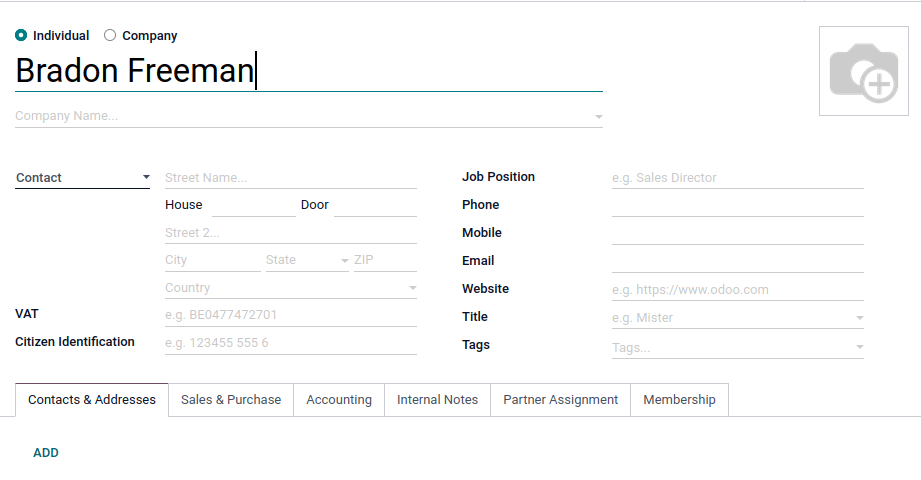 Individual Company
Bradon Freeman
Company Name...
Contact Street Name...
House Door
Street 2...
City State ZIP
Country
VAT e.g. BE0477472701
Citizen Identification e.g. 123455 555 6
Job Position e.g. Sales Director
Phone
Mobile
Email
Website e.g. https://www.odoo.com
Title e.g. Mister
Tags Tags...
Contacts & Addresses Sales & Purchase Accounting Internal Notes Partner Assignment Membership
ADD